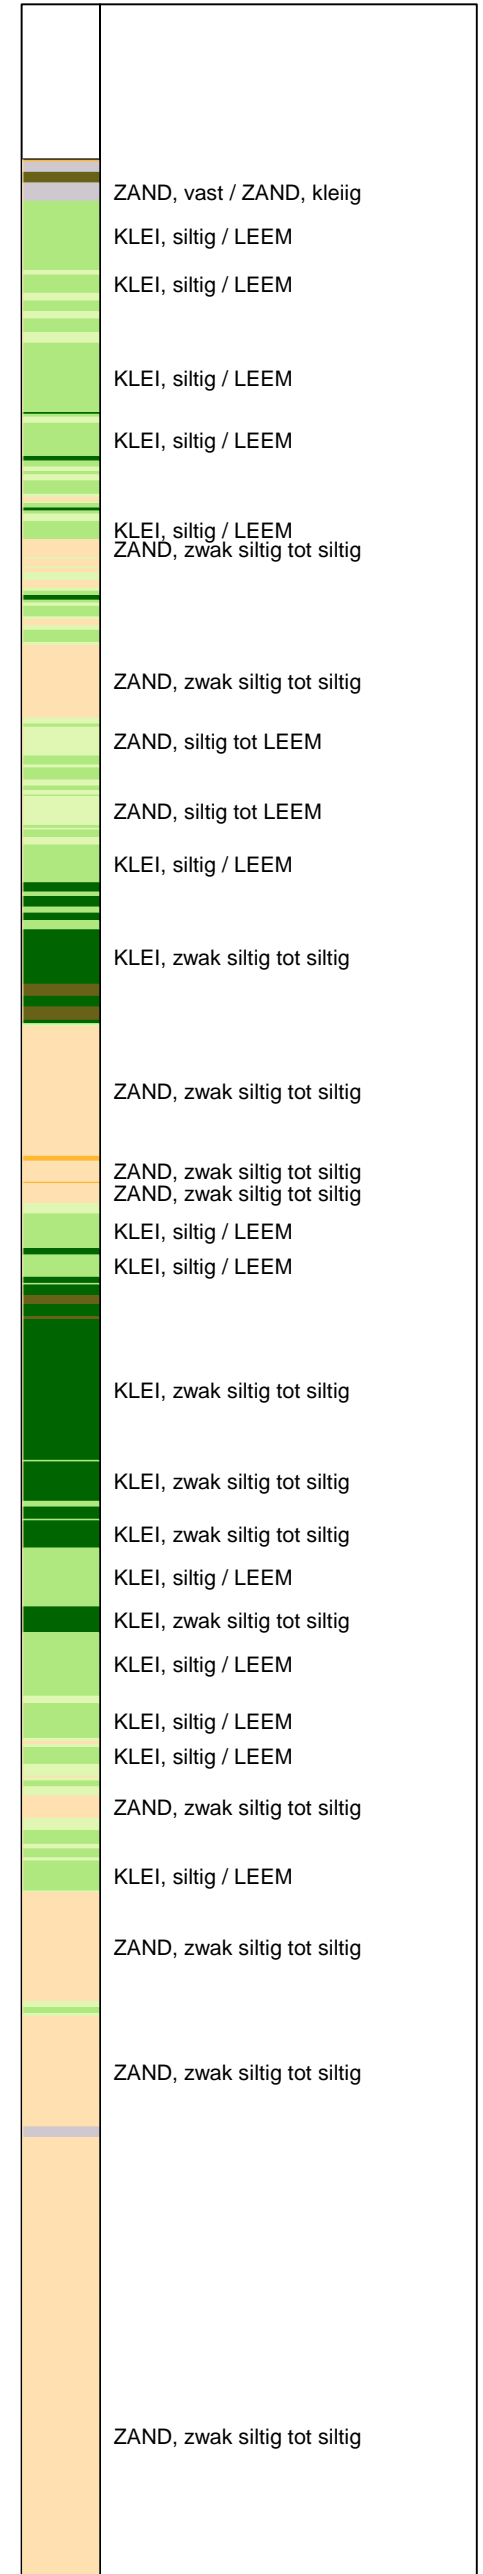 ZAND, vast / ZAND, kleiig
KLEI, siltig / LEEM
KLEI, siltig / LEEM
KLEI, siltig / LEEM
KLEI, siltig / LEEM
KLEI, siltig / LEEM
ZAND, zwak siltig tot siltig
ZAND, zwak siltig tot siltig
ZAND, siltig tot LEEM
ZAND, siltig tot LEEM
KLEI, siltig / LEEM
KLEI, zwak siltig tot siltig
ZAND, zwak siltig tot siltig
ZAND, zwak siltig tot siltig
ZAND, zwak siltig tot siltig
KLEI, siltig / LEEM
KLEI, siltig / LEEM
KLEI, zwak siltig tot siltig
KLEI, zwak siltig tot siltig
KLEI, zwak siltig tot siltig
KLEI, siltig / LEEM
KLEI, zwak siltig tot siltig
KLEI, siltig / LEEM
KLEI, siltig / LEEM
KLEI, siltig / LEEM
ZAND, zwak siltig tot siltig
KLEI, siltig / LEEM
ZAND, zwak siltig tot siltig
ZAND, zwak siltig tot siltig
ZAND, zwak siltig tot siltig